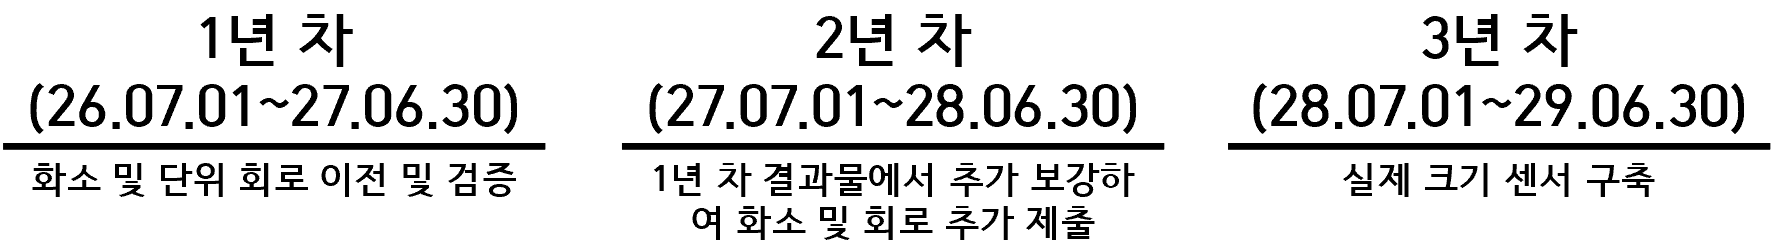 1년 차
(26.07.01~27.06.30)
화소 및 단위 회로 이전 및 검증
2년 차
(27.07.01~28.06.30)
1년 차 결과물에서 추가 보강하
여 화소 및 회로 추가 제출
3년 차
(28.07.01~29.06.30)
실제 크기 센서 구축